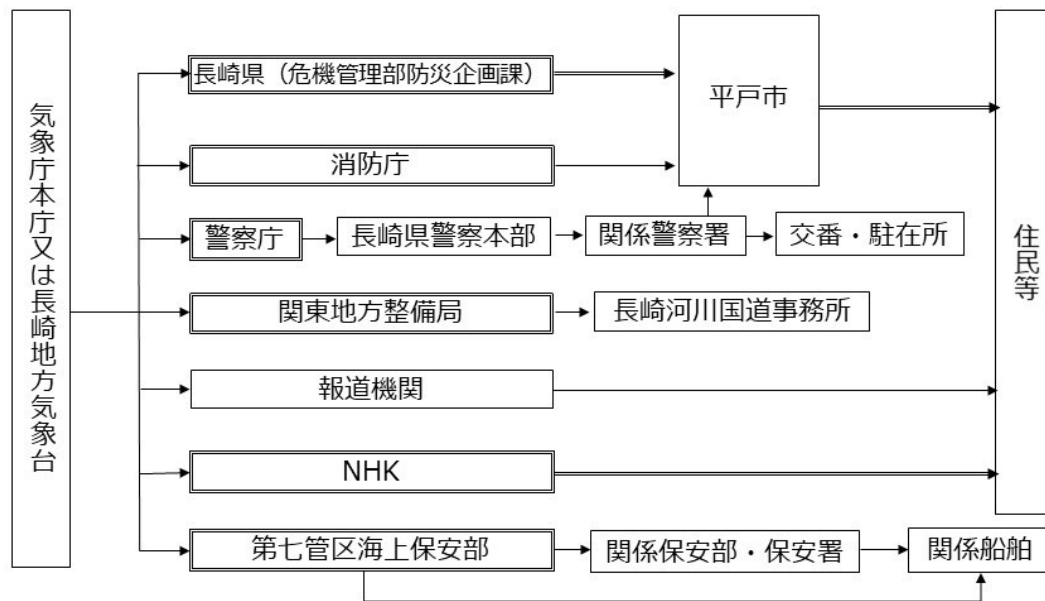 気象庁本庁又は長崎地方気象台
長崎県（危機管理部防災企画課）
平戸市
消防庁
警察庁
長崎県警察本部
関係警察署
交番・駐在所
住民等
関東地方整備局
長崎河川国道事務所
報道機関
NHK
第七管区海上保安部
関係保安部・保安署
関係船舶